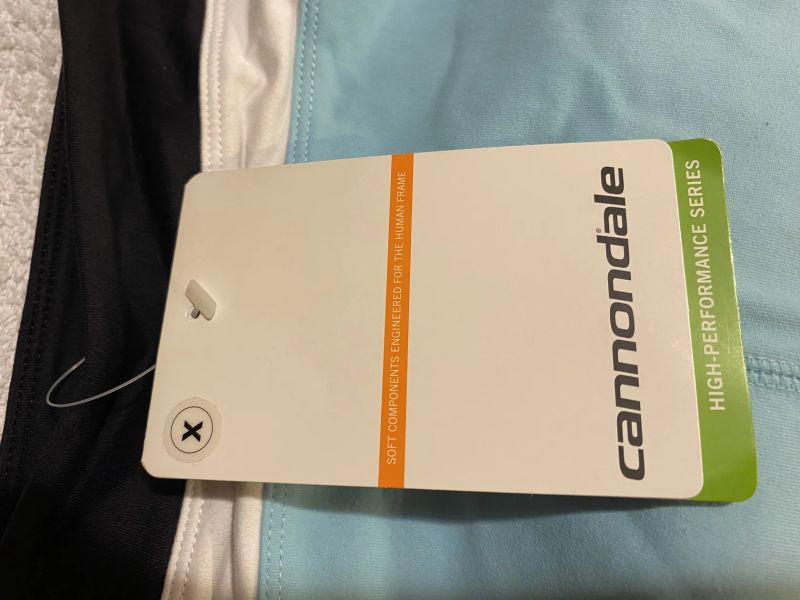 X
SOFT COMPONENTS ENGINEERED FOR THE HUMAN FRAME
cannondale®
HIGH-PERFORMANCE SERIES